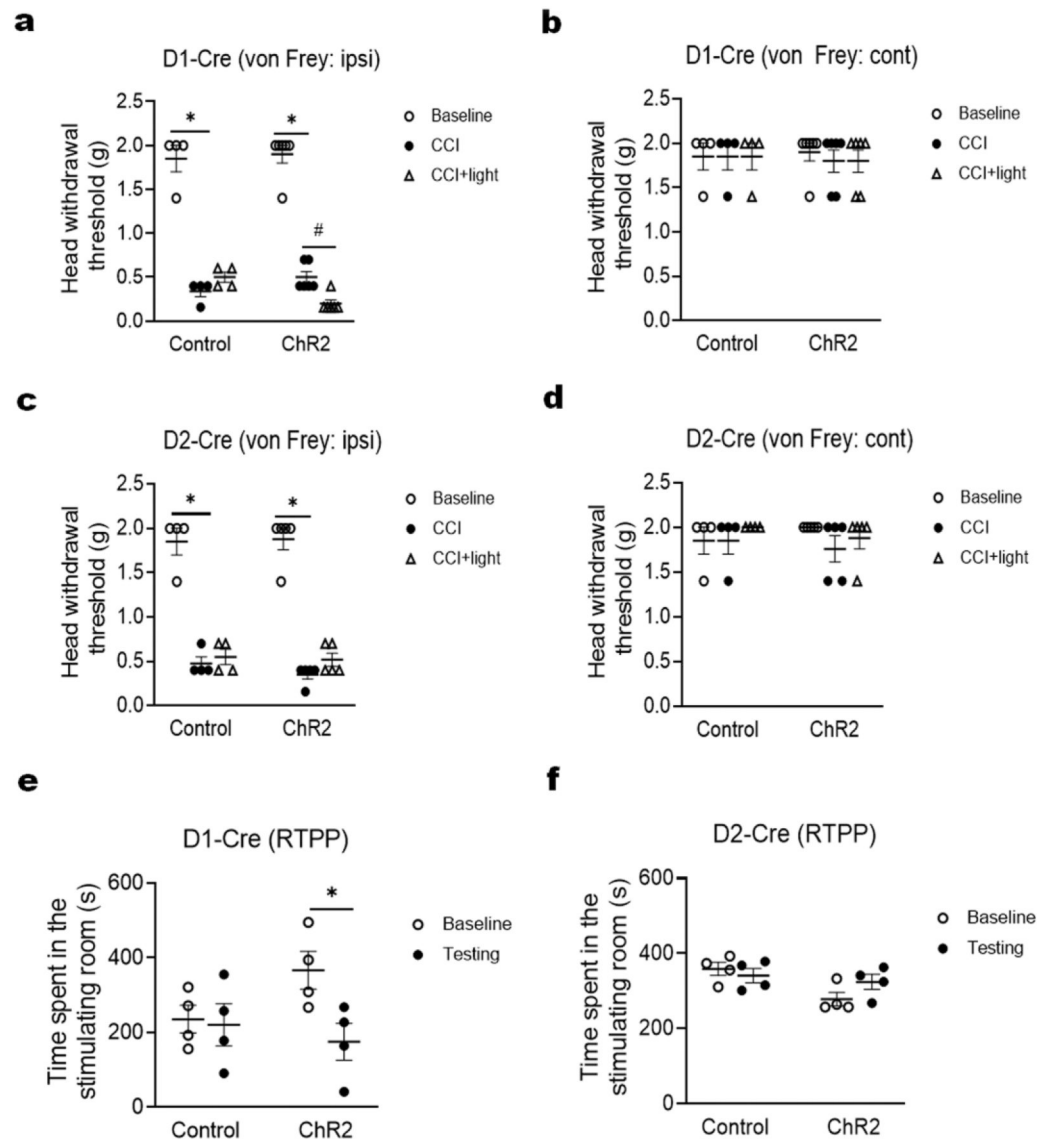 a
D1-Cre (von Frey: ipsi)
Head withdrawal
threshold (g)
2.5
2.0
1.5
1.0
0.5
0.0
*
*
#
Control
ChR2
Baseline
CCI
CCI+light
b
D1-Cre (von Frey: cont)
Head withdrawal
threshold (g)
2.5
2.0
1.5
1.0
0.5
0.0
Control
ChR2
Baseline
CCI
CCI+light
c
D2-Cre (von Frey: ipsi)
Head withdrawal
threshold (g)
2.5
2.0
1.5
1.0
0.5
0.0
*
*
Control
ChR2
Baseline
CCI
CCI+light
d
D2-Cre (von Frey: cont)
Head withdrawal
threshold (g)
2.5
2.0
1.5
1.0
0.5
0.0
Control
ChR2
Baseline
CCI
CCI+light
e
D1-Cre (RTPP)
Time spent in the
stimulating room (s)
600
400
200
0
*
Control
ChR2
Baseline
Testing
f
D2-Cre (RTPP)
Time spent in the
stimulating room (s)
600
400
200
0
Control
ChR2
Baseline
Testing